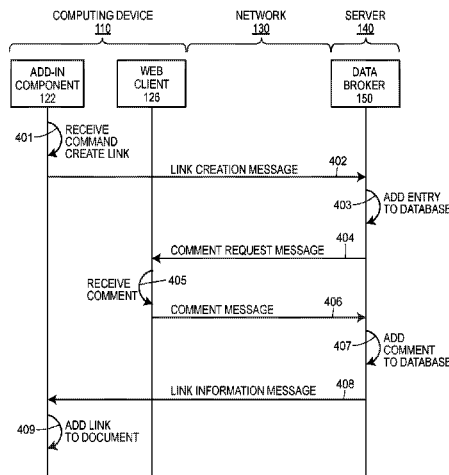 COMPUTING DEVICE
110
NETWORK
130
SERVER
140
ADD-IN
COMPONENT
122
WEB
CLIENT
126
DATA
BROKER
150
401
RECEIVE
COMMAND
CREATE LINK
LINK CREATION MESSAGE
402
403
ADD ENTRY
TO DATABASE
COMMENT REQUEST MESSAGE
404
RECEIVE
COMMENT
405
COMMENT MESSAGE
406
407
ADD
COMMENT
TO DATABASE
LINK INFORMATION MESSAGE
408
409
ADD LINK
TO DOCUMENT